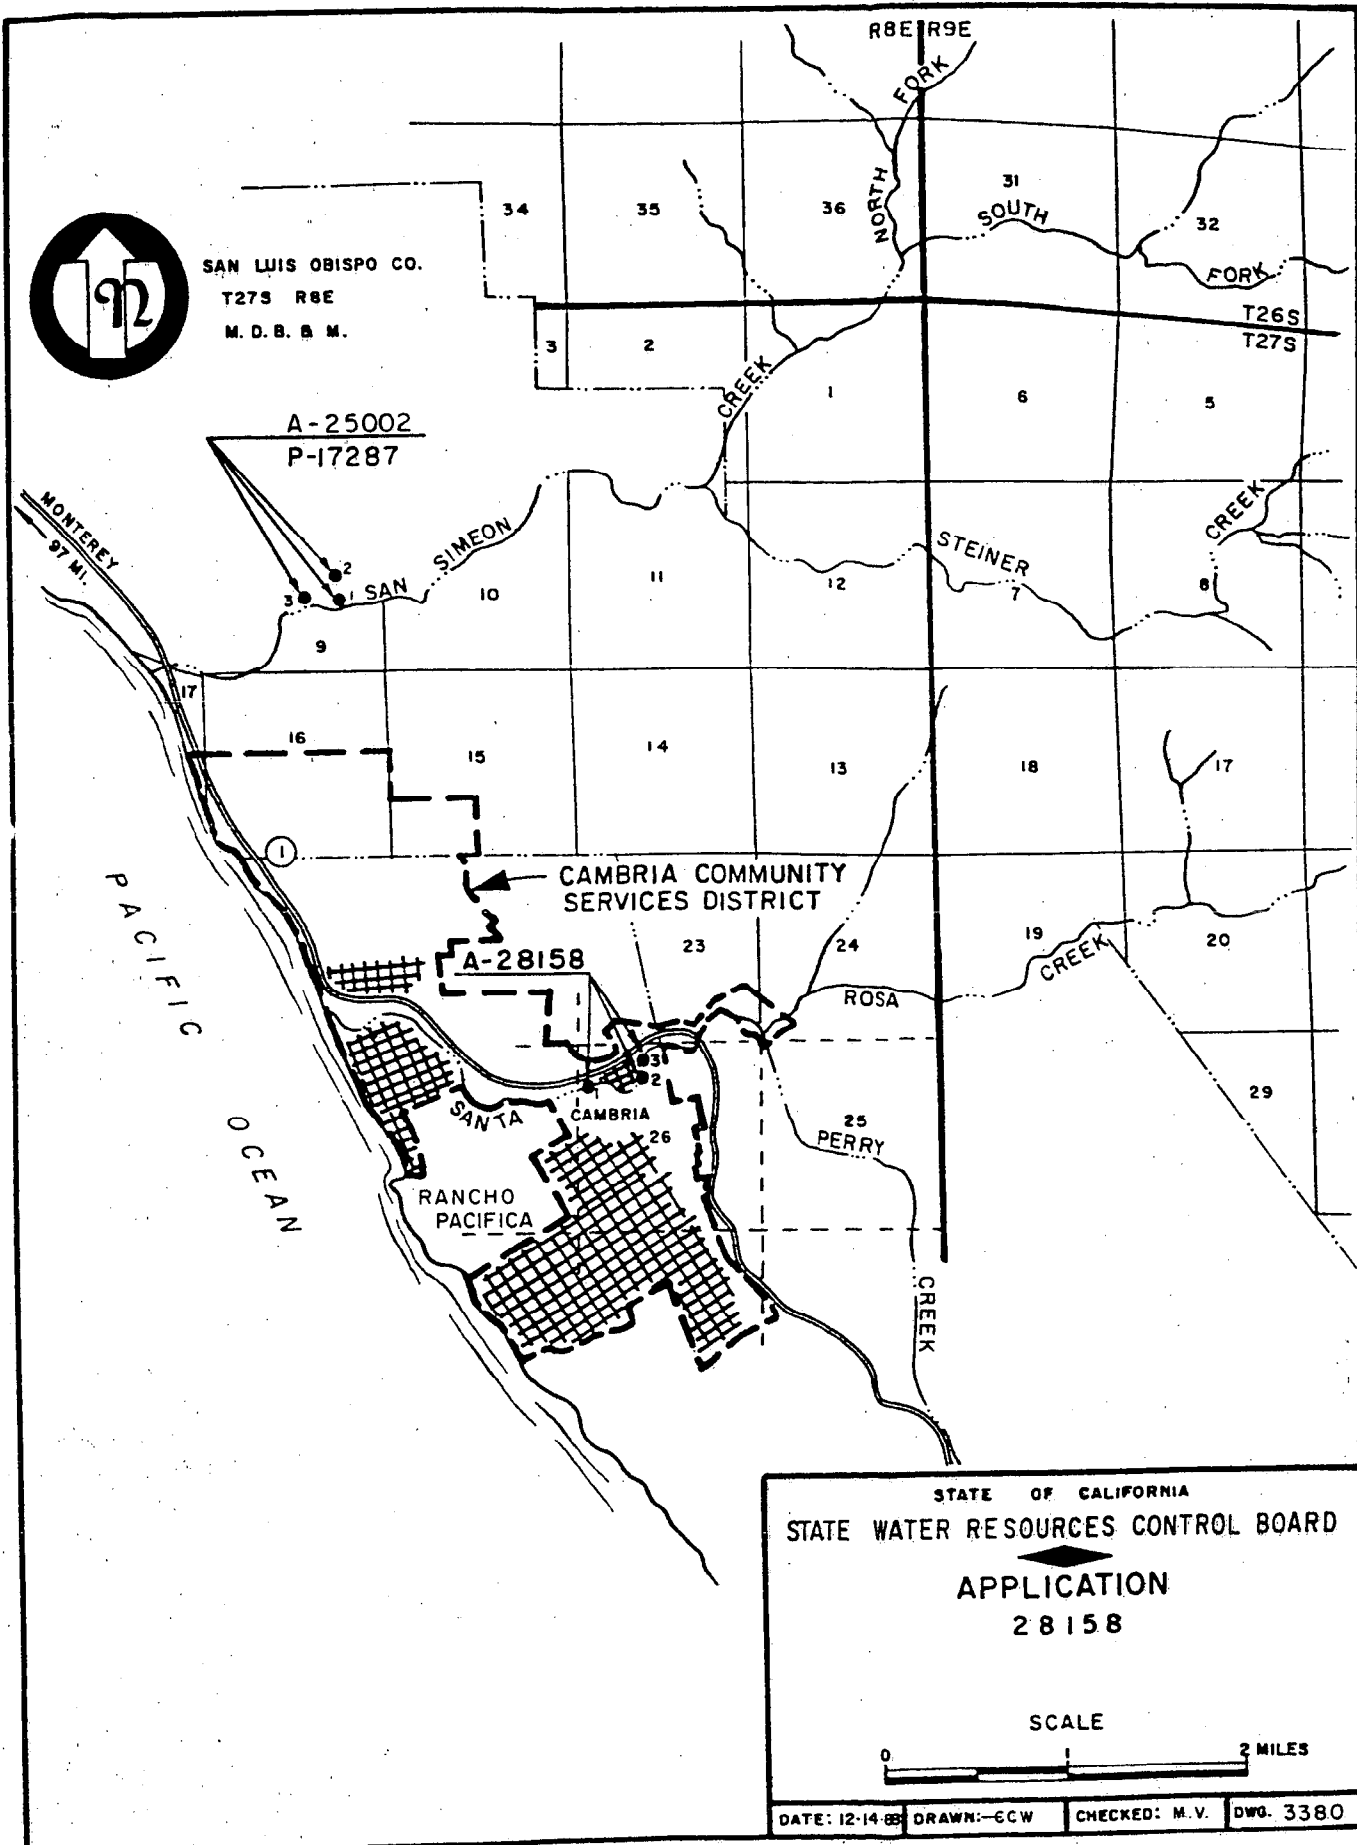 R8E R9E
FORK
NORTH
31
34
35
36
SOUTH
32
FORK
SAN LUIS OBISPO CO.
T27S R8E
M. D. B. & M.
n
T26S
T27S
3
2
1
6
5
CREEK
A-25002
P-17287
MONTEREY
97 MI.
2
3
1
SAN SIMEON
10
11
12
STEINER
7
CREEK
8
9
17
16
15
14
13
18
17
1
CAMBRIA COMMUNITY
SERVICES DISTRICT
PACIFIC
OCEAN
A-28158
23
24
19
20
ROSA
CREEK
3
2
1
SANTA
CAMBRIA
26
25
PERRY
29
RANCHO
PACIFICA
CREEK
STATE OF CALIFORNIA
STATE WATER RESOURCES CONTROL BOARD
APPLICATION
28158
SCALE
0 1 2 MILES
DATE: 12-14-88 DRAWN: CCW CHECKED: M.V. DWG. 3380